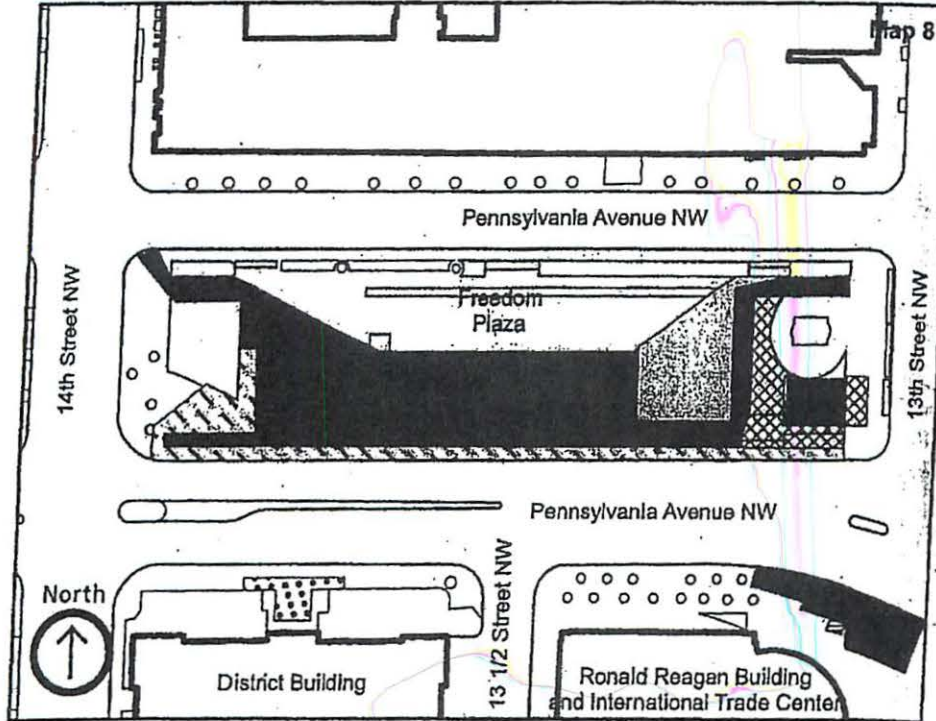 Map 8
Pennsylvania Avenue NW
14th Street NW
Freedom
Plaza
13th Street NW
Pennsylvania Avenue NW
North
13 1/2 Street NW
District Building
Ronald Reagan Building
and International Trade Center